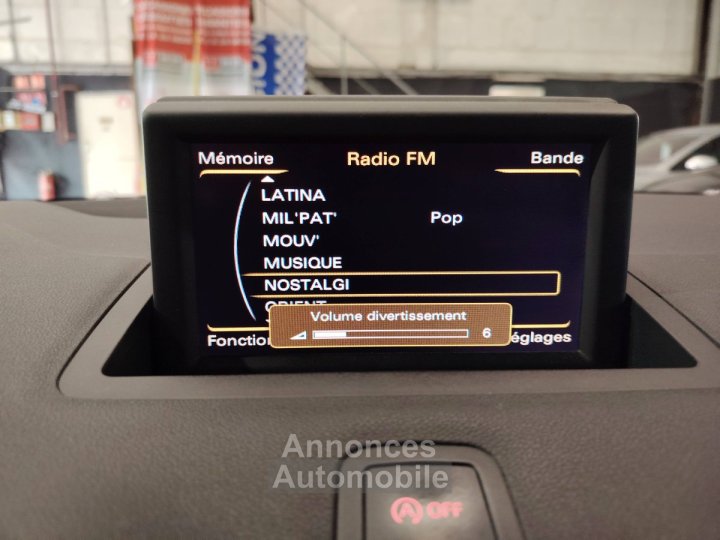 Mémoire Radio FM Bande
LATINA
MIL'PAT' Pop
MOUV'
MUSIQUE
NOSTALGI
ORIENT
Volume divertissement
6
Fonction
églages
Annonces
Automobile
A OFF